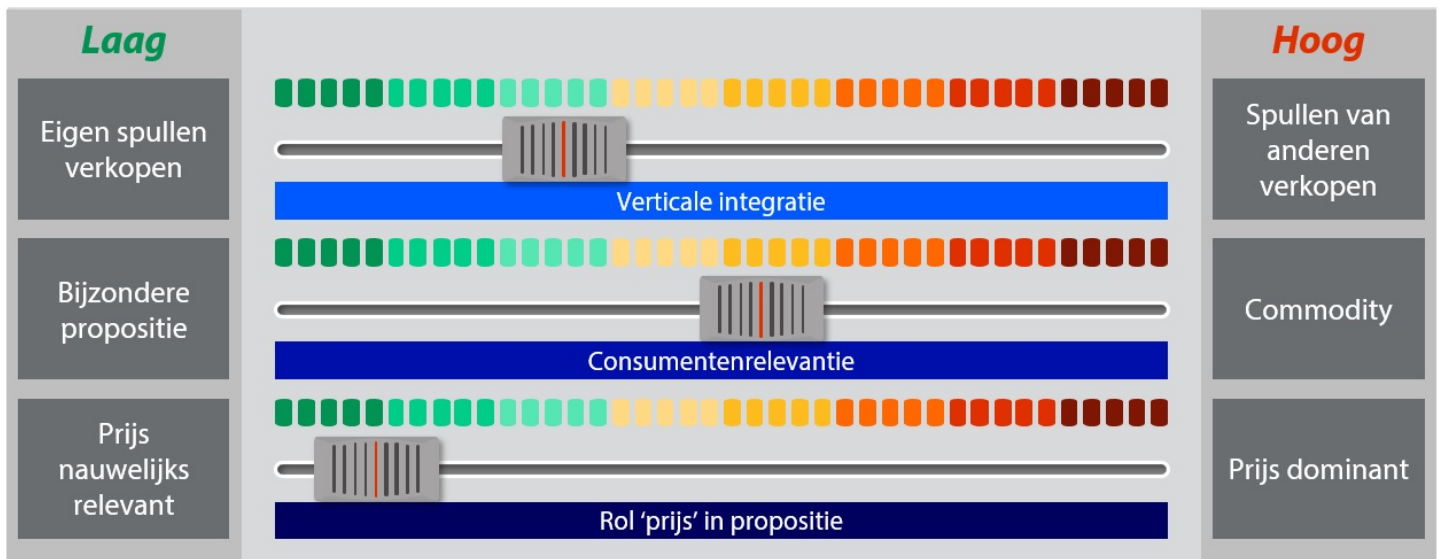 Laag
Hoog
Eigen spullen
verkopen
Verticale integratie
Spullen van
anderen
verkopen
Bijzondere
propositie
Consumentenrelevantie
Commodity
Prijs
nauwelijks
relevant
Rol ‘prijs’ in propositie
Prijs dominant